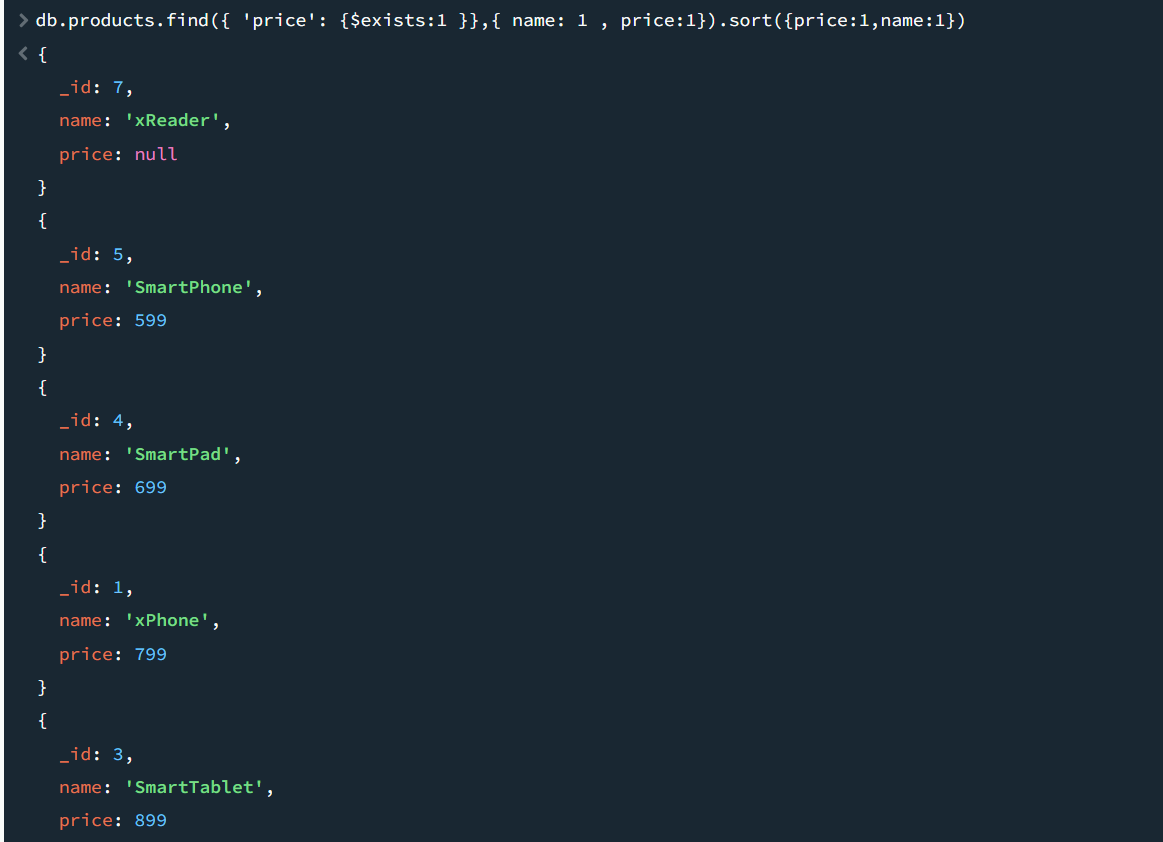 > db.products.find({ 'price': {$exists:1 }},{ name: 1 , price:1}).sort({price:1,name:1})
< {
_id: 7,
name: 'xReader',
price: null
}
{
_id: 5,
name: 'SmartPhone',
price: 599
}
{
_id: 4,
name: 'SmartPad',
price: 699
}
{
_id: 1,
name: 'xPhone',
price: 799
}
{
_id: 3,
name: 'SmartTablet',
price: 899